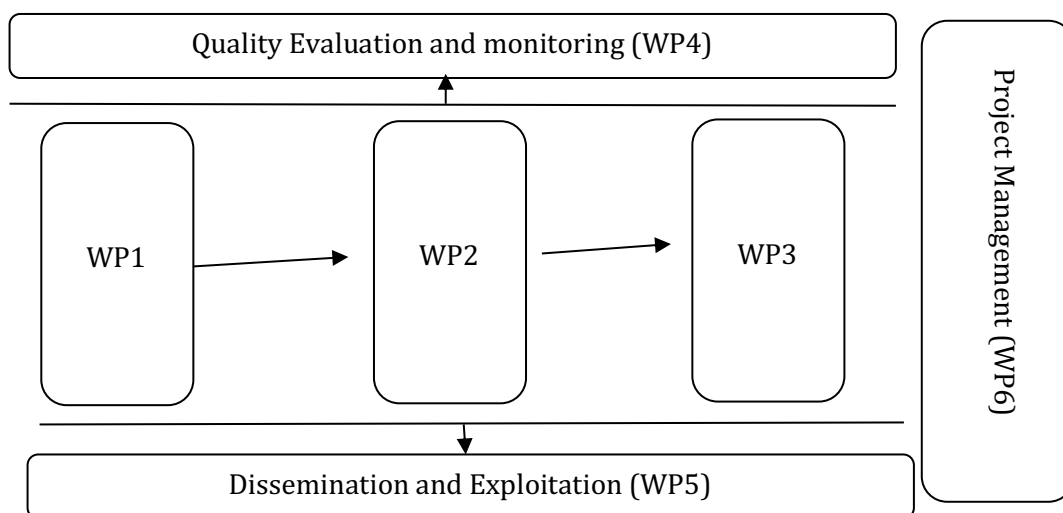 Quality Evaluation and monitoring (WP4)
WP1
WP2
WP3
Dissemination and Exploitation (WP5)
Project Management (WP6)